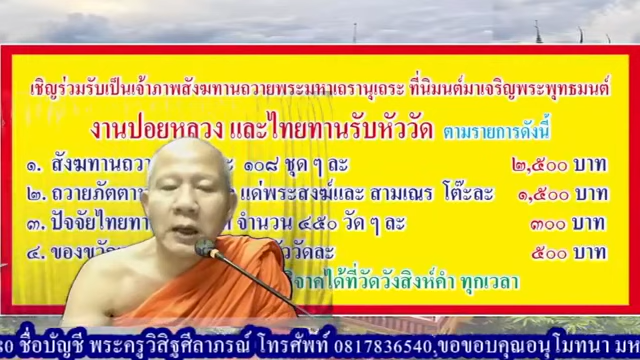 เชิญร่วมรับเป็นเจ้าภาพสังฆทานถวายพระมหาเถรานุเถระ ที่นิมนต์มาเจริญพระพุทธมนต์
งานปอยหลวง และไทยทานรับหัววัด ตามรายการดังนี้
๑. สังฆทานถวา ๑๐๘ ชุด ๆ ละ ๒,๕๐๐ บาท
๒. ถวายภัตตา แด่พระสงฆ์และ สามเณร โต๊ะละ ๑,๕๐๐ บาท
๓. ปัจจัยไทยทาน จำนวน ๔๕๐ วัด ๆ ละ ๓๐๐ บาท
๔. ของขวัญ วัดละ ๕๐๐ บาท
จาคได้ที่วัดวังสิงห์คำ ทุกเวลา
80 ชื่อบัญชี พระครูวิสิฐศีลาภรณ์ โทรศัพท์ 0817836540,ขอขอบคุณอนุโมทนา มห